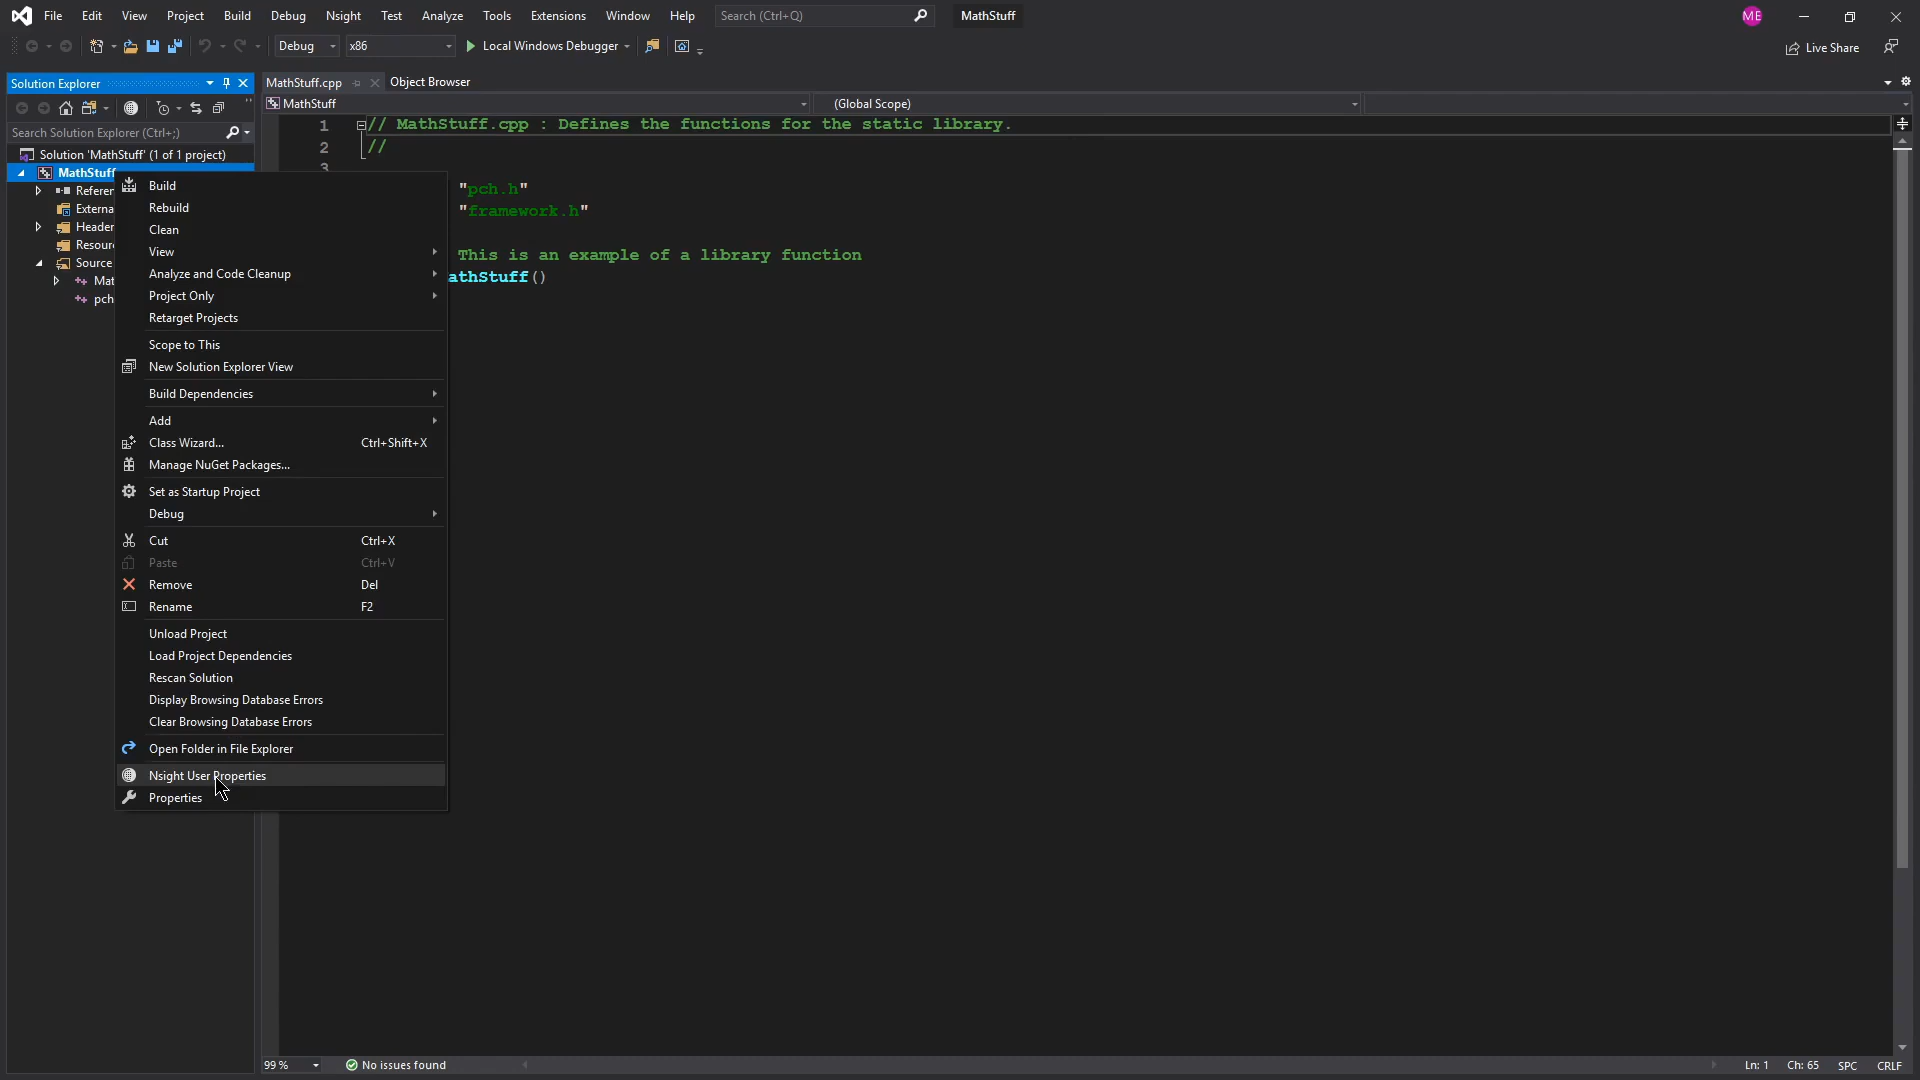 File Edit View Project Build Debug Nsight Test Analyze Tools Extensions Window Help Search (Ctrl+Q) MathStuff ME
Debug x86 Local Windows Debugger Live Share
Solution Explorer MathStuff.cpp Object Browser
MathStuff (Global Scope)
Search Solution Explorer (Ctrl+;)
Solution 'MathStuff' (1 of 1 project)
MathStuff
Referen
Externa
Header
Resour
Source
Mat
pch
Build
Rebuild
Clean
View
Analyze and Code Cleanup
Project Only
Retarget Projects
Scope to This
New Solution Explorer View
Build Dependencies
Add
Class Wizard... Ctrl+Shift+X
Manage NuGet Packages...
Set as Startup Project
Debug
Cut Ctrl+X
Paste Ctrl+V
Remove Del
Rename F2
Unload Project
Load Project Dependencies
Rescan Solution
Display Browsing Database Errors
Clear Browsing Database Errors
Open Folder in File Explorer
Nsight User Properties
Properties
1 // MathStuff.cpp : Defines the functions for the static library.
2 //
3
"pch.h"
"framework.h"
This is an example of a library function
athStuff()
99 % No issues found Ln: 1 Ch: 65 SPC CRLF